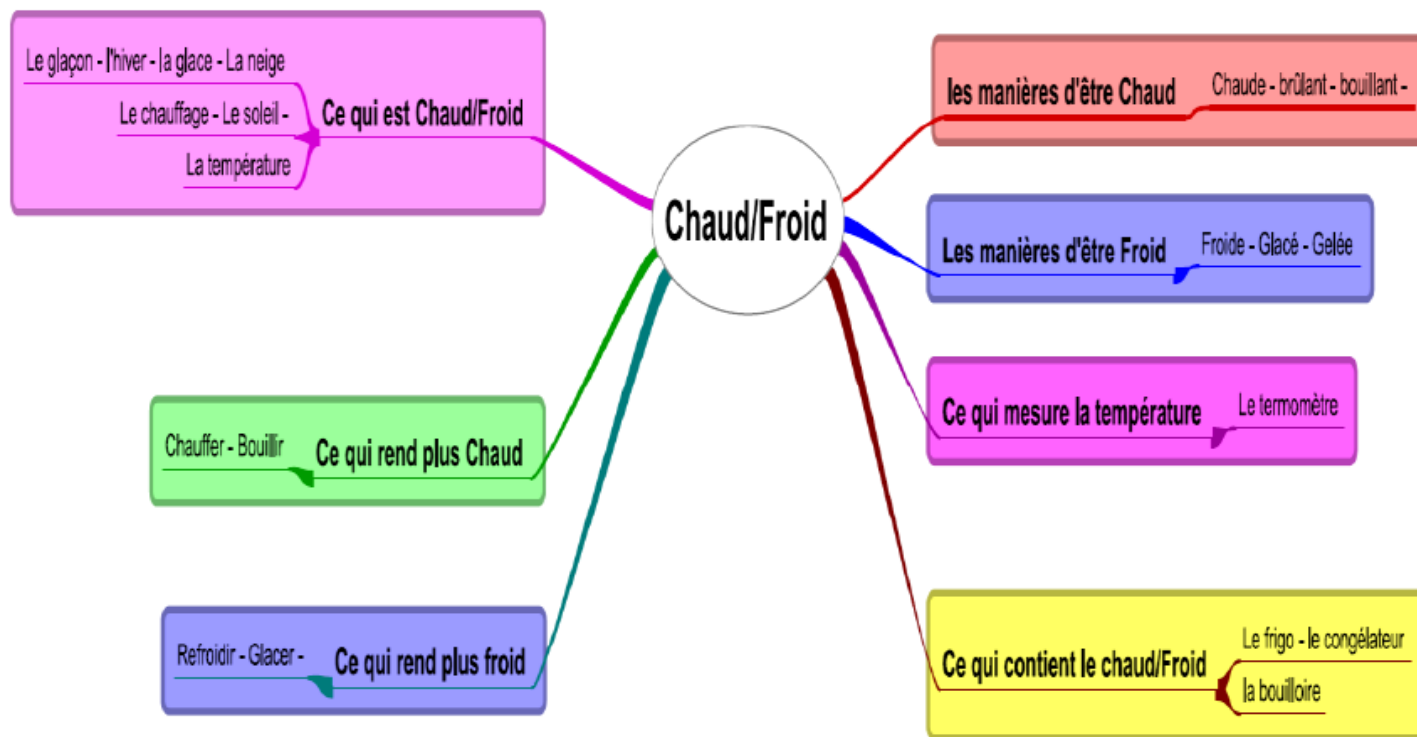 Chaud/Froid
Ce qui est Chaud/Froid
Le glaçon - l'hiver - la glace - La neige
Le chauffage - Le soleil -
La température
Ce qui rend plus Chaud
Chauffer - Bouillir
Ce qui rend plus froid
Refroidir - Glacer -
les manières d'être Chaud
Chaude - brûlant - bouillant -
Les manières d'être Froid
Froide - Glacé - Gelée
Ce qui mesure la température
Le termomètre
Ce qui contient le chaud/Froid
Le frigo - le congélateur
la bouilloire